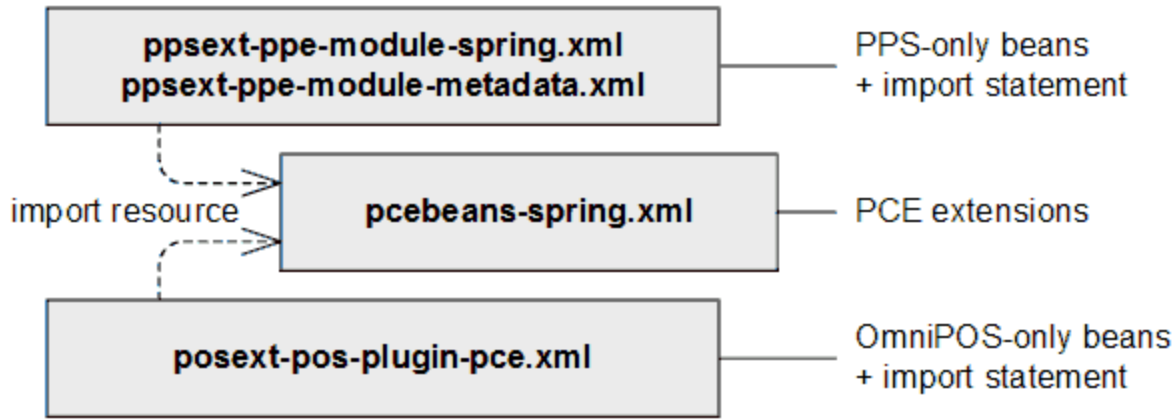 ppsext-ppe-module-spring.xml
ppsext-ppe-module-metadata.xml
PPS-only beans
+ import statement
import resource
pcebeans-spring.xml
PCE extensions
posext-pos-plugin-pce.xml
OmniPOS-only beans
+ import statement